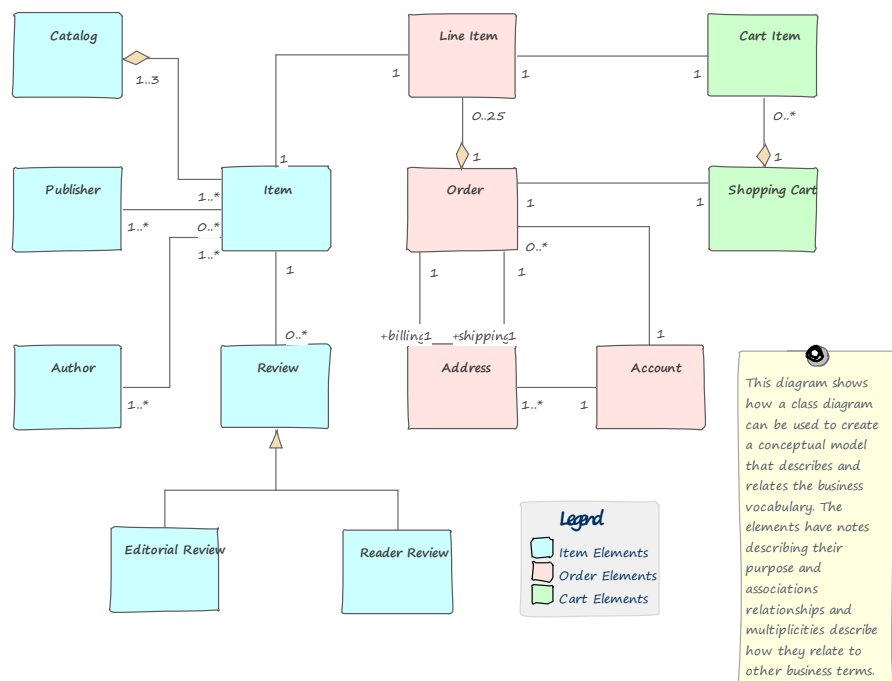 Catalog
Line Item
Cart Item
1..3
1
1
1
0..25
0..*
1
1
1
Publisher
Item
Order
Shopping Cart
1..*
1..*
0..*
1..*
1
1
0..*
1
1
1
0..*
+billing
1
+shipping
1
1
Author
Review
Address
Account
1..*
1..*
1
Editorial Review
Reader Review
Legend
Item Elements
Order Elements
Cart Elements
This diagram shows
how a class diagram
can be used to create
a conceptual model
that describes and
relates the business
vocabulary. The
elements have notes
describing their
purpose and
associations
relationships and
multiplicities describe
how they relate to
other business terms.